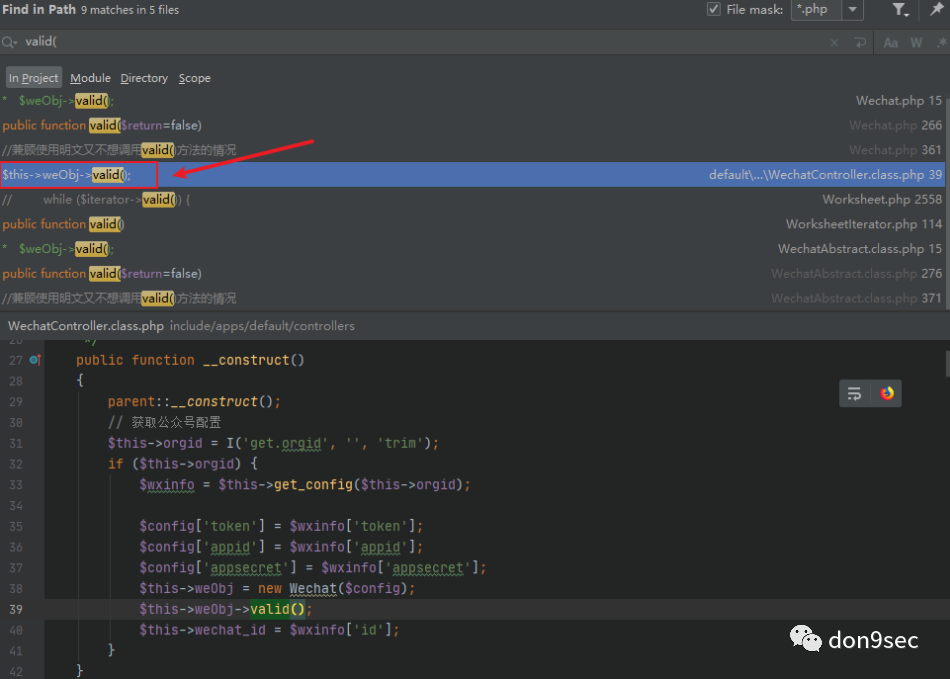 Find in Path 9 matches in 5 files
File mask: *.php
valid(
Aa W .*
In Project Module Directory Scope
* $weObj->valid(); Wechat.php 15
public function valid($return=false) Wechat.php 266
//兼顾使用明文又不想调用valid()方法的情况 Wechat.php 361
$this->weObj->valid(); default\...\WechatController.class.php 39
// while ($iterator->valid()) { Worksheet.php 2558
public function valid() WorksheetIterator.php 114
* $weObj->valid(); WechatAbstract.class.php 15
public function valid($return=false) WechatAbstract.class.php 276
//兼顾使用明文又不想调用valid()方法的情况 WechatAbstract.class.php 371
WechatController.class.php include/apps/default/controllers
26 */
27 public function __construct()
28 {
29 parent::__construct();
30 // 获取公众号配置
31 $this->orgid = I('get.orgid', '', 'trim');
32 if ($this->orgid) {
33 $wxinfo = $this->get_config($this->orgid);
34
35 $config['token'] = $wxinfo['token'];
36 $config['appid'] = $wxinfo['appid'];
37 $config['appsecret'] = $wxinfo['appsecret'];
38 $this->weObj = new Wechat($config);
39 $this->weObj->valid();
40 $this->wechat_id = $wxinfo['id'];
41 }
42 }
don9sec